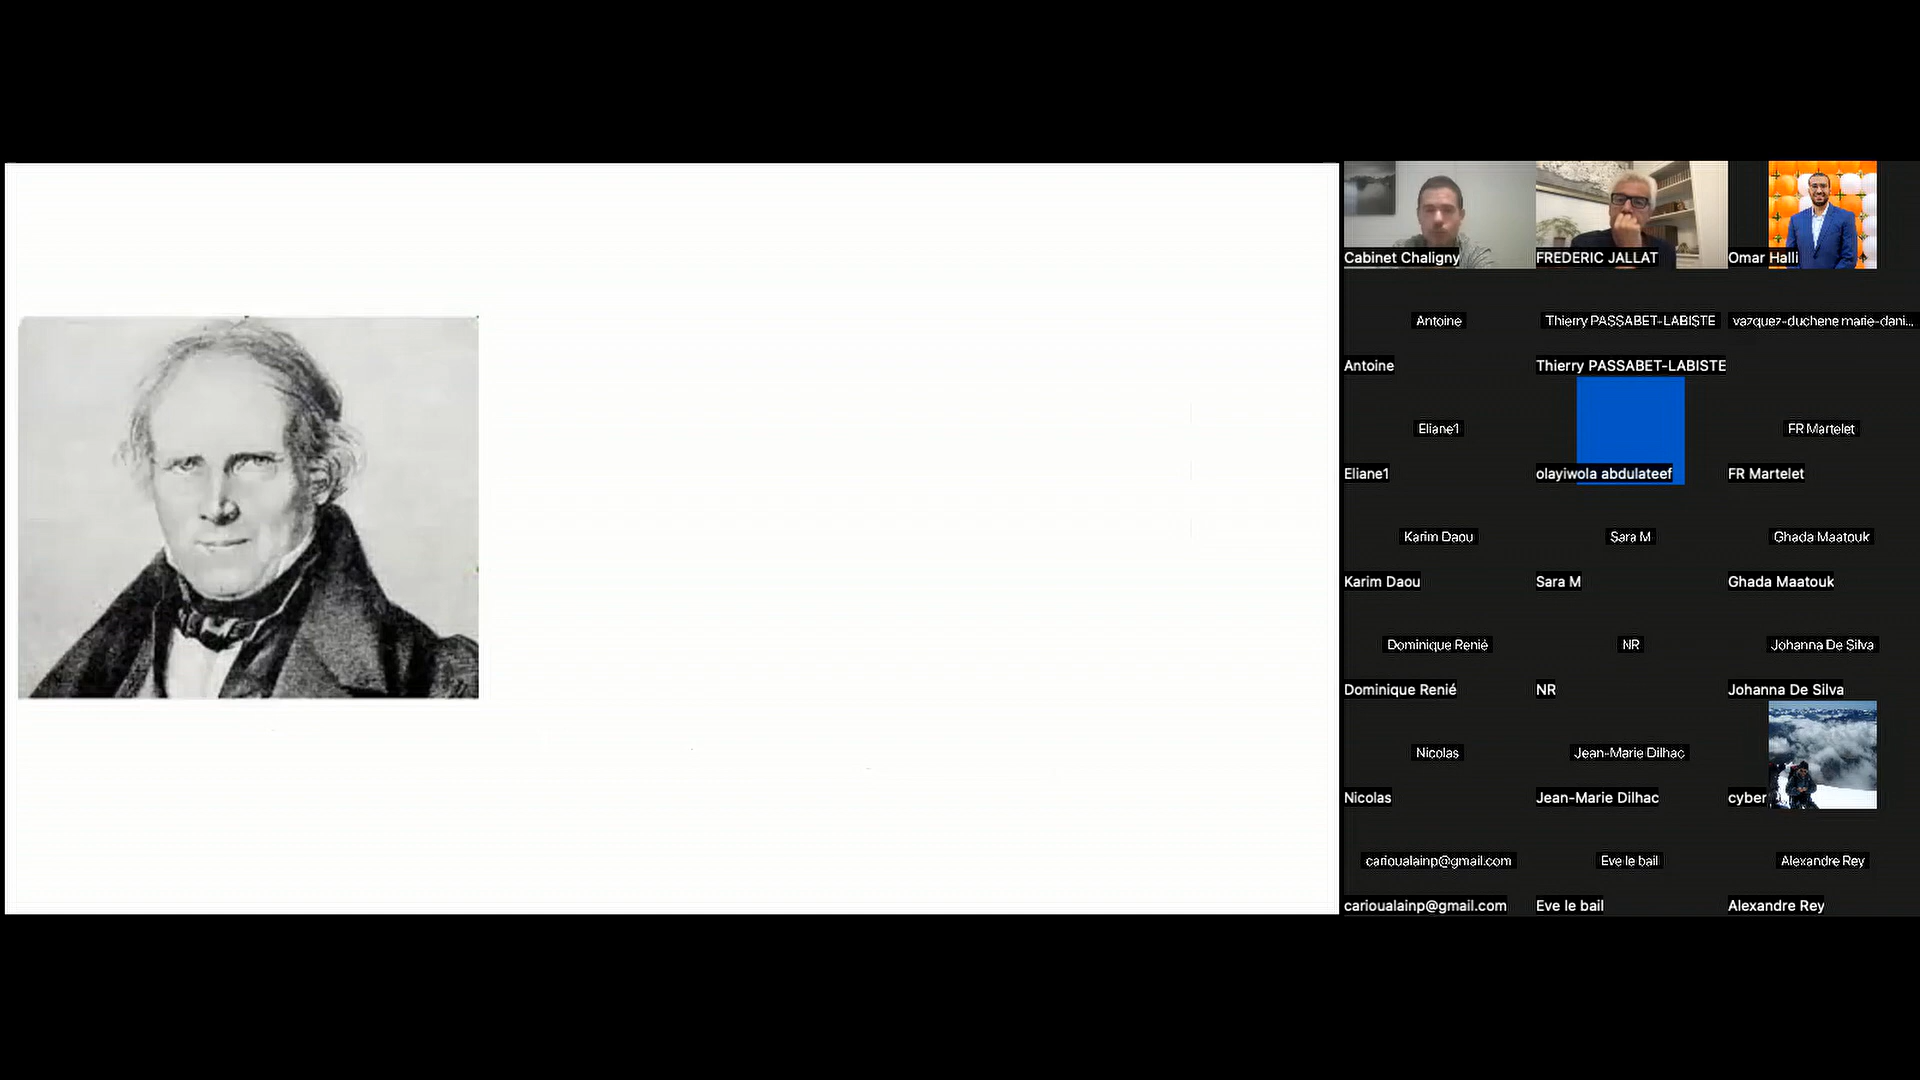 Cabinet Chaligny
FREDERIC JALLAT
Omar Halli
Antoine
Thierry PASSABET-LABISTE
vazquez-duchene marie-dani...
Antoine
Thierry PASSABET-LABISTE
Eliane1
FR Martelet
Eliane1
olayiwola abdulateef
FR Martelet
Karim Daou
Sara M
Ghada Maatouk
Karim Daou
Sara M
Ghada Maatouk
Dominique Renié
NR
Johanna De Silva
Dominique Renié
NR
Johanna De Silva
Nicolas
Jean-Marie Dilhac
Nicolas
Jean-Marie Dilhac
cyber
carioualainp@gmail.com
Eve le bail
Alexandre Rey
carioualainp@gmail.com
Eve le bail
Alexandre Rey